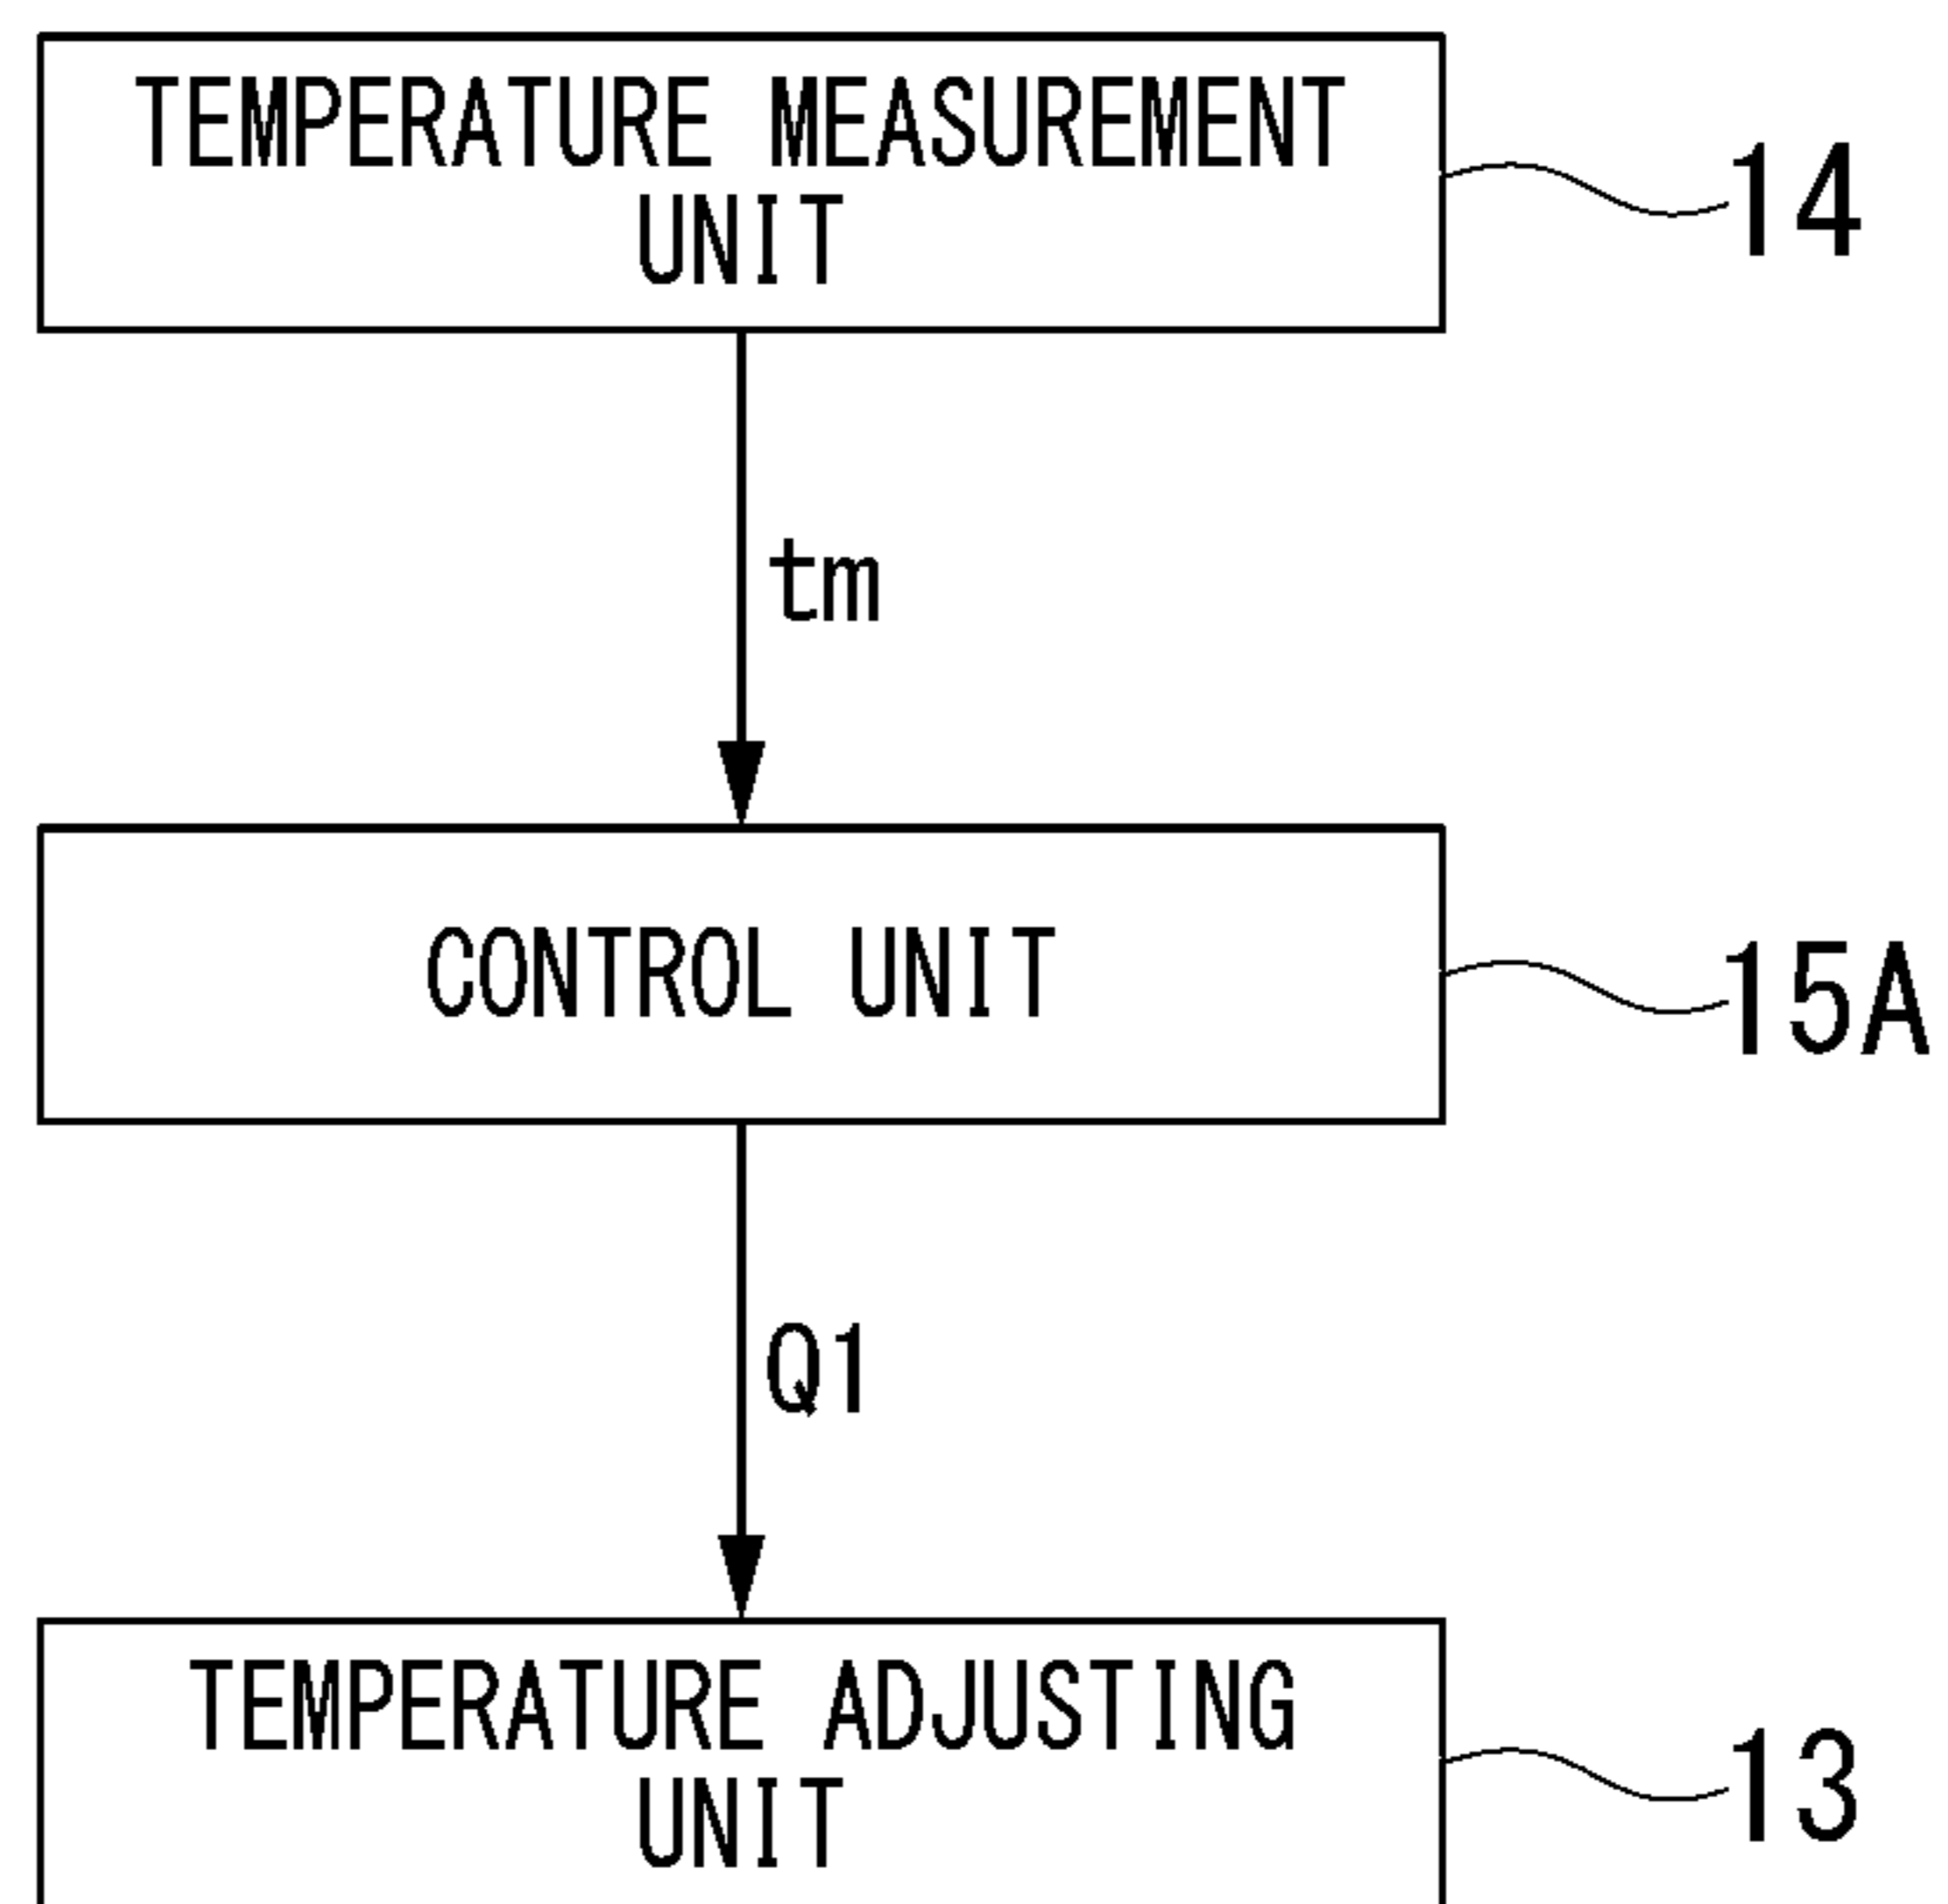 TEMPERATURE MEASUREMENT
UNIT
14
tm
CONTROL UNIT
15A
Q1
TEMPERATURE ADJUSTING
UNIT
13